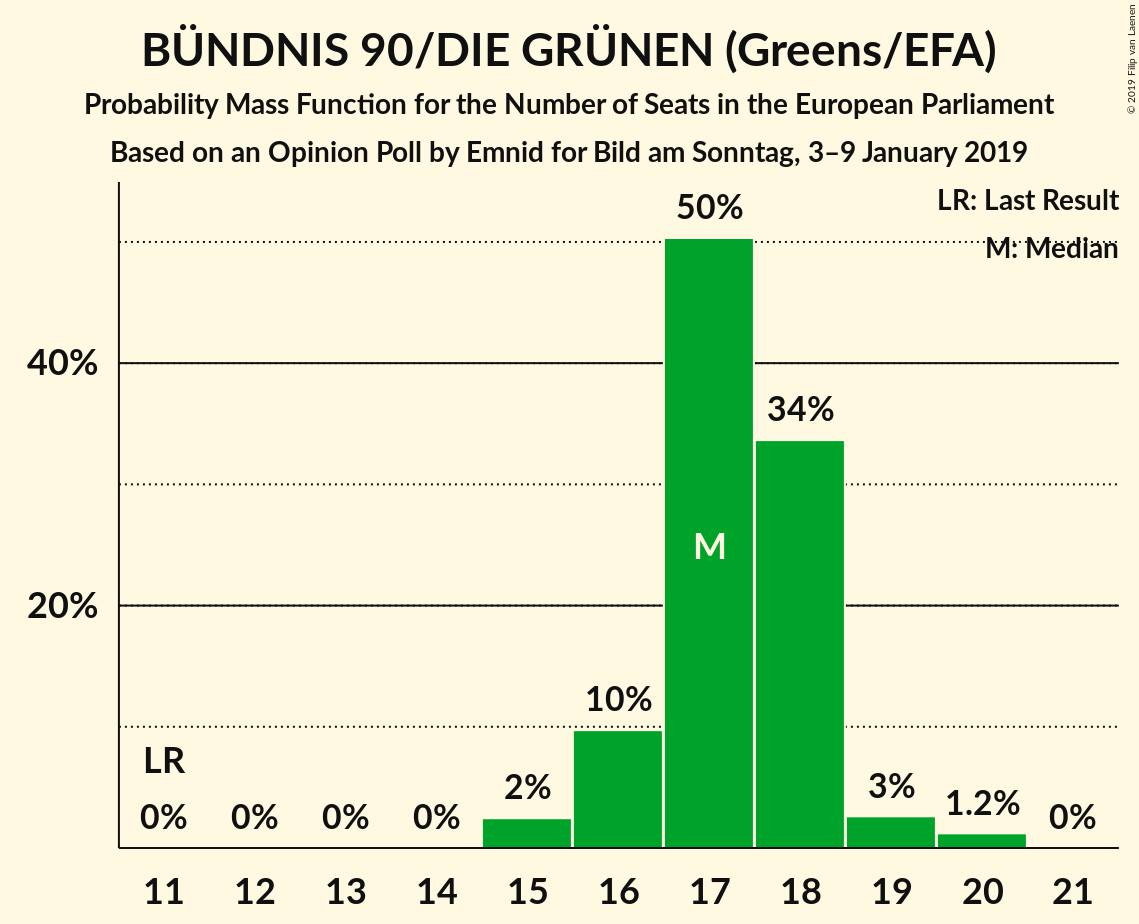 BÜNDNIS 90/DIE GRÜNEN (Greens/EFA)
Probability Mass Function for the Number of Seats in the European Parliament
Based on an Opinion Poll by Emnid for Bild am Sonntag, 3–9 January 2019
© 2019 Filip van Laenen
LR: Last Result
M: Median
50%
40%
34%
M
20%
10%
LR
0% 0% 0% 0% 2% 3% 1.2% 0%
11 12 13 14 15 16 17 18 19 20 21